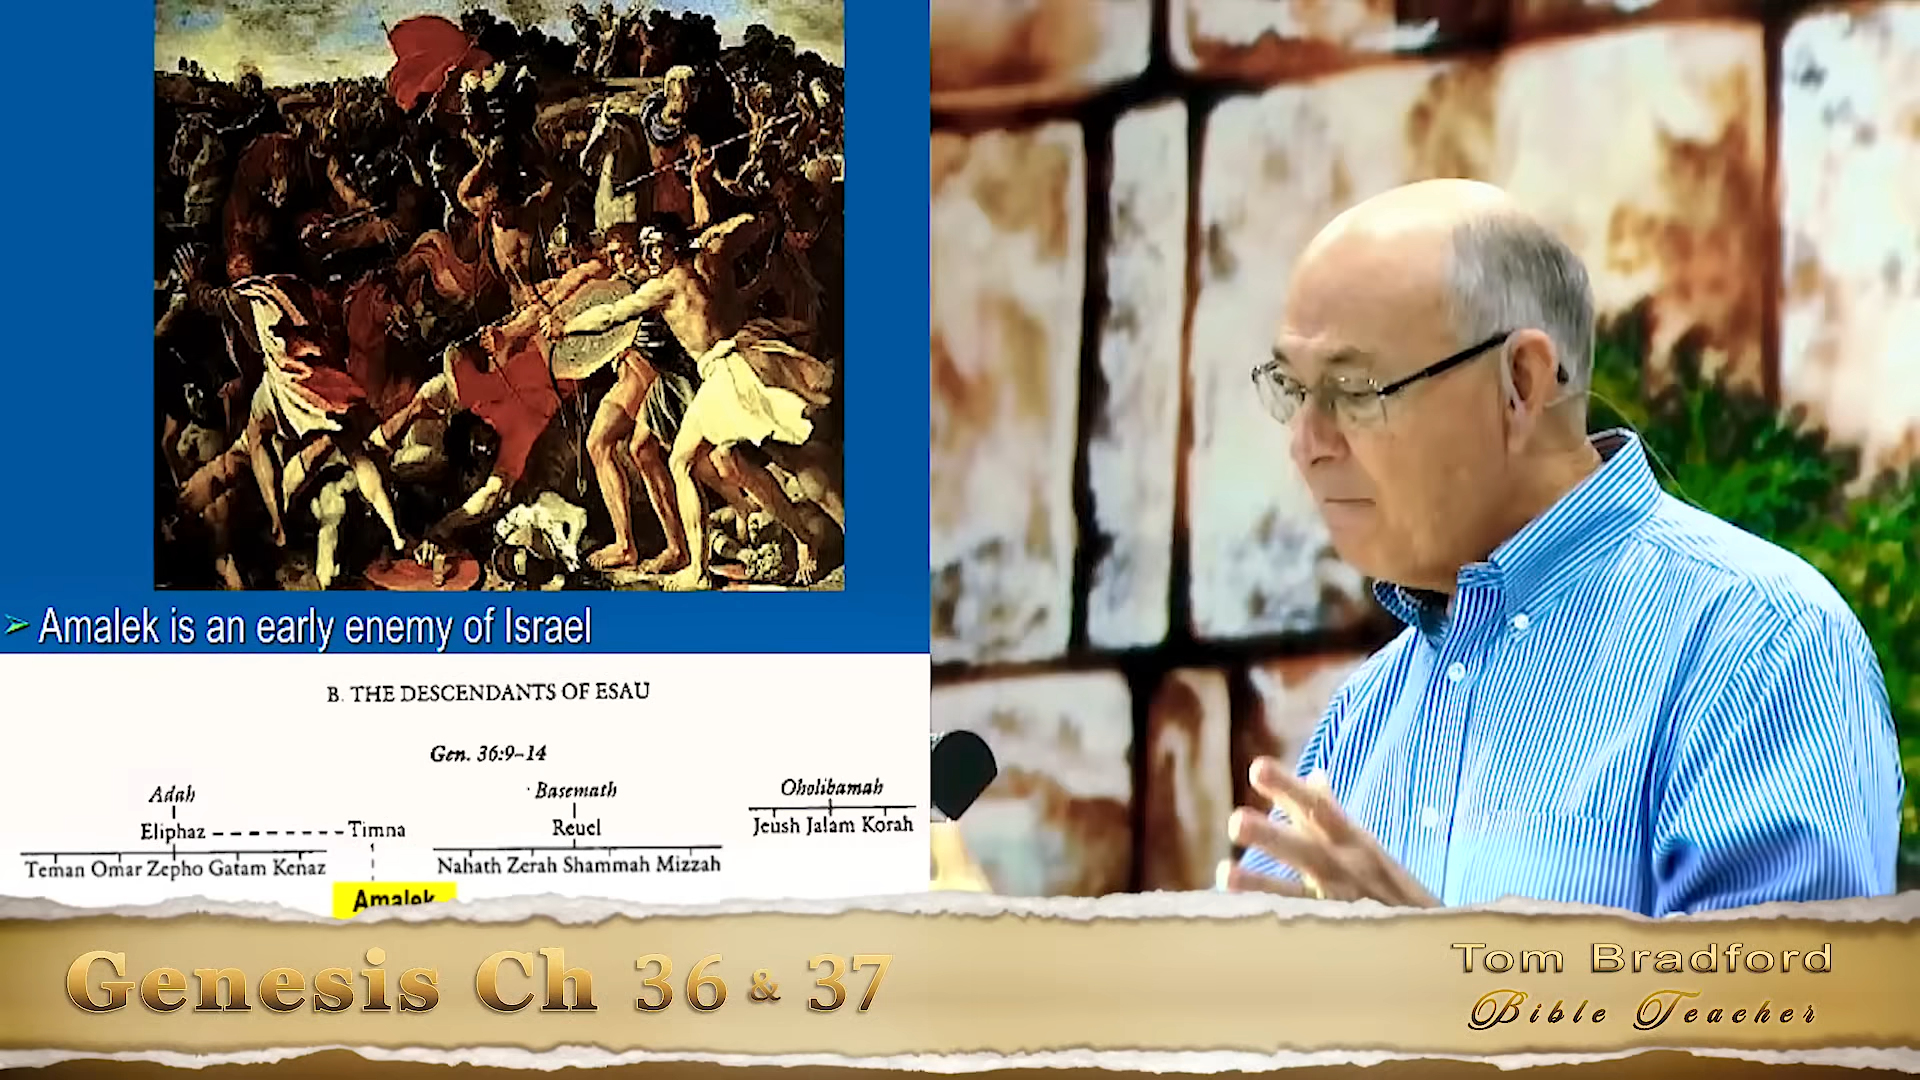 Amalek is an early enemy of Israel
B. THE DESCENDANTS OF ESAU
Gen. 36:9–14
Adah Basemath Oholibamah
Eliphaz Timna Reuel Jeush Jalam Korah
Teman Omar Zepho Gatam Kenaz Nahath Zerah Shammah Mizzah
Amalek
Genesis Ch 36 & 37
Tom Bradford
Bible Teacher